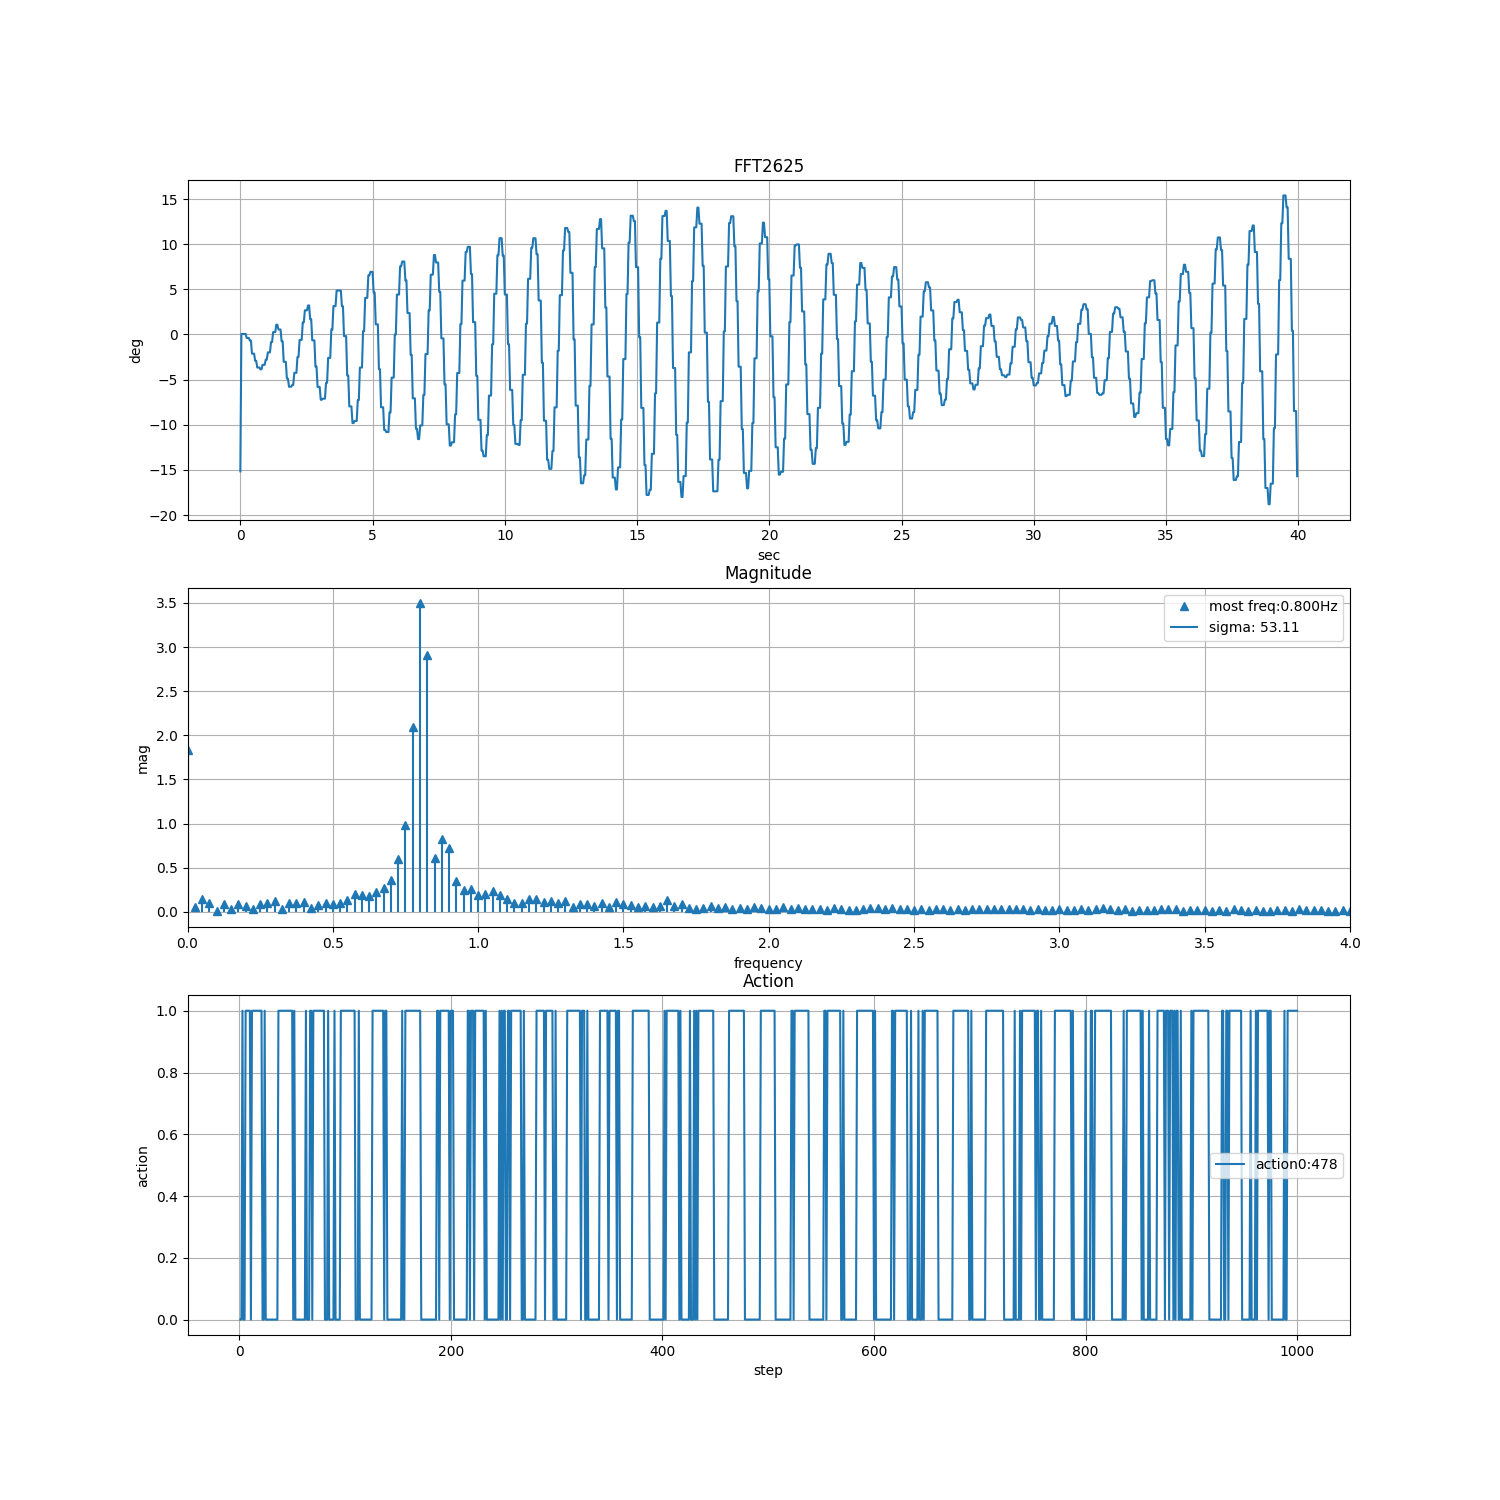 FFT2625
15
10
5
0
−5
−10
−15
−20
deg
0 5 10 15 20 25 30 35 40
sec
Magnitude
3.5
3.0
2.5
2.0
1.5
1.0
0.5
0.0
mag
most freq:0.800Hz
sigma: 53.11
0.0 0.5 1.0 1.5 2.0 2.5 3.0 3.5 4.0
frequency
Action
1.0
0.8
0.6
0.4
0.2
0.0
action
action0:478
0 200 400 600 800 1000
step